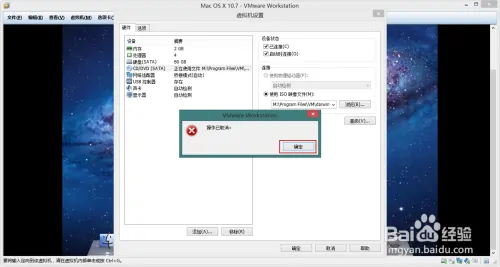 Mac OS X 10.7 - VMware Workstation
文件(F) 编辑(E) 查看(V) 虚拟机(M)
虚拟机设置
硬件 选项
设备 摘要
内存 2 GB
处理器 4
硬盘(SATA) 80 GB
CD/DVD (SATA) 正在使用文件 M:\Program Files\VM\
网络适配器 桥接模式(自动)
USB 控制器 存在
声卡 自动检测
显示器 自动检测
添加(A)... 移除(R)
设备状态
已连接(C)
启动时连接(O)
连接
使用物理驱动器(P):
自动检测
使用 ISO 映像文件(M):
M:\Program Files\VM\ 浏览(B)...
高级(V)...
VMware Workstation
操作已取消。
确定
确定 取消 帮助
要将输入定向到该虚拟机，请在虚拟机内部单击或按 Ctrl+G。
Baidu 经验
jingyan.baidu.com